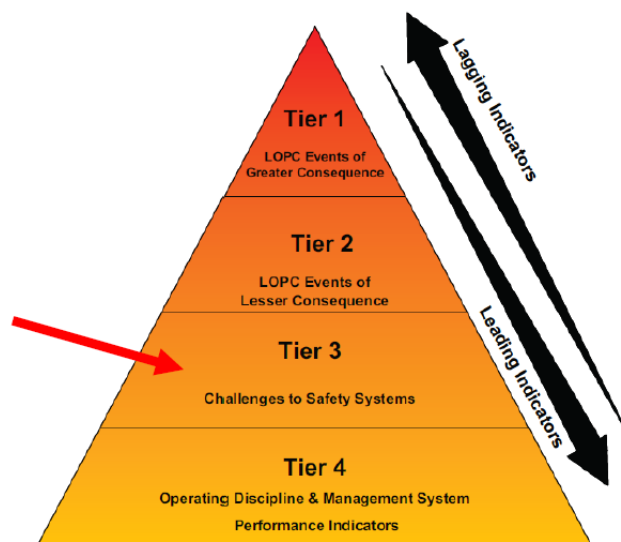 Tier 1
LOPC Events of
Greater Consequence
Tier 2
LOPC Events of
Lesser Consequence
Tier 3
Challenges to Safety Systems
Tier 4
Operating Discipline & Management System
Performance Indicators
Lagging Indicators
Leading Indicators